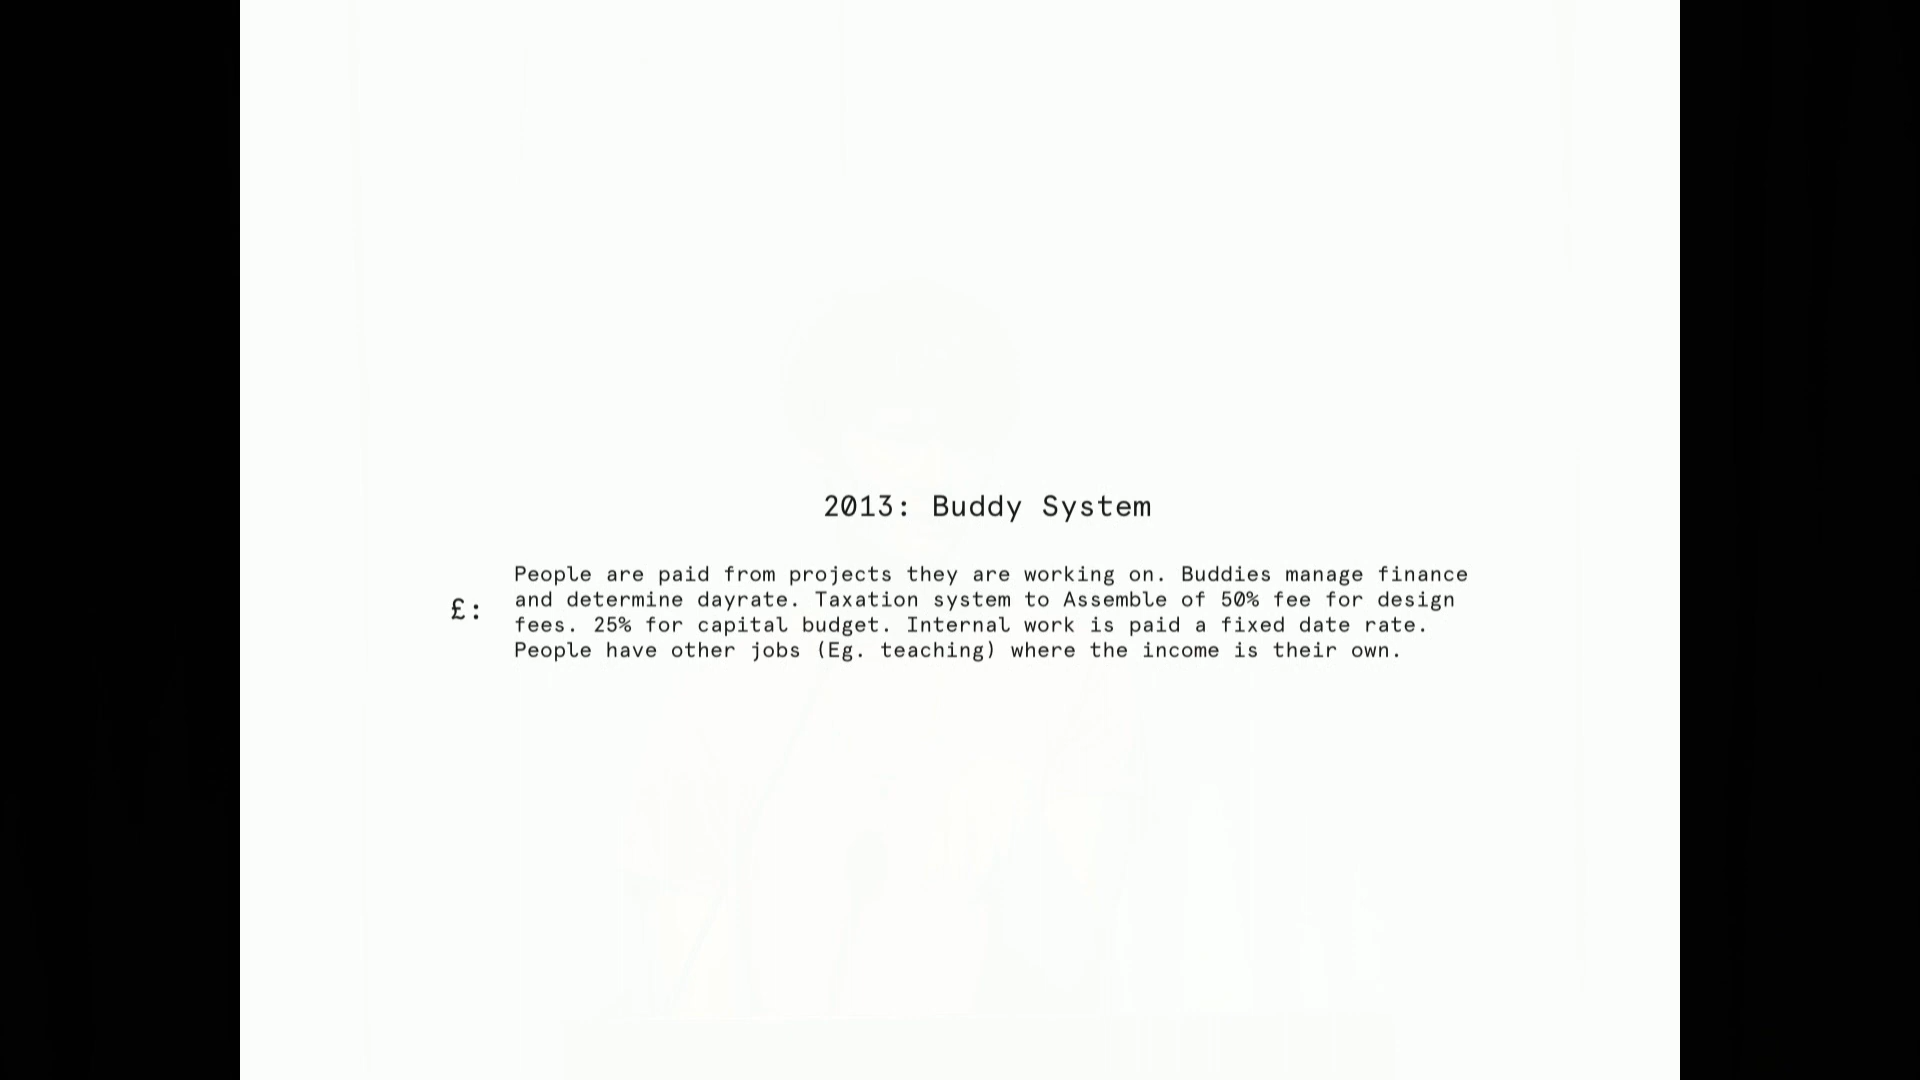 2013: Buddy System
£:
People are paid from projects they are working on. Buddies manage finance
and determine dayrate. Taxation system to Assemble of 50% fee for design
fees. 25% for capital budget. Internal work is paid a fixed date rate.
People have other jobs (Eg. teaching) where the income is their own.